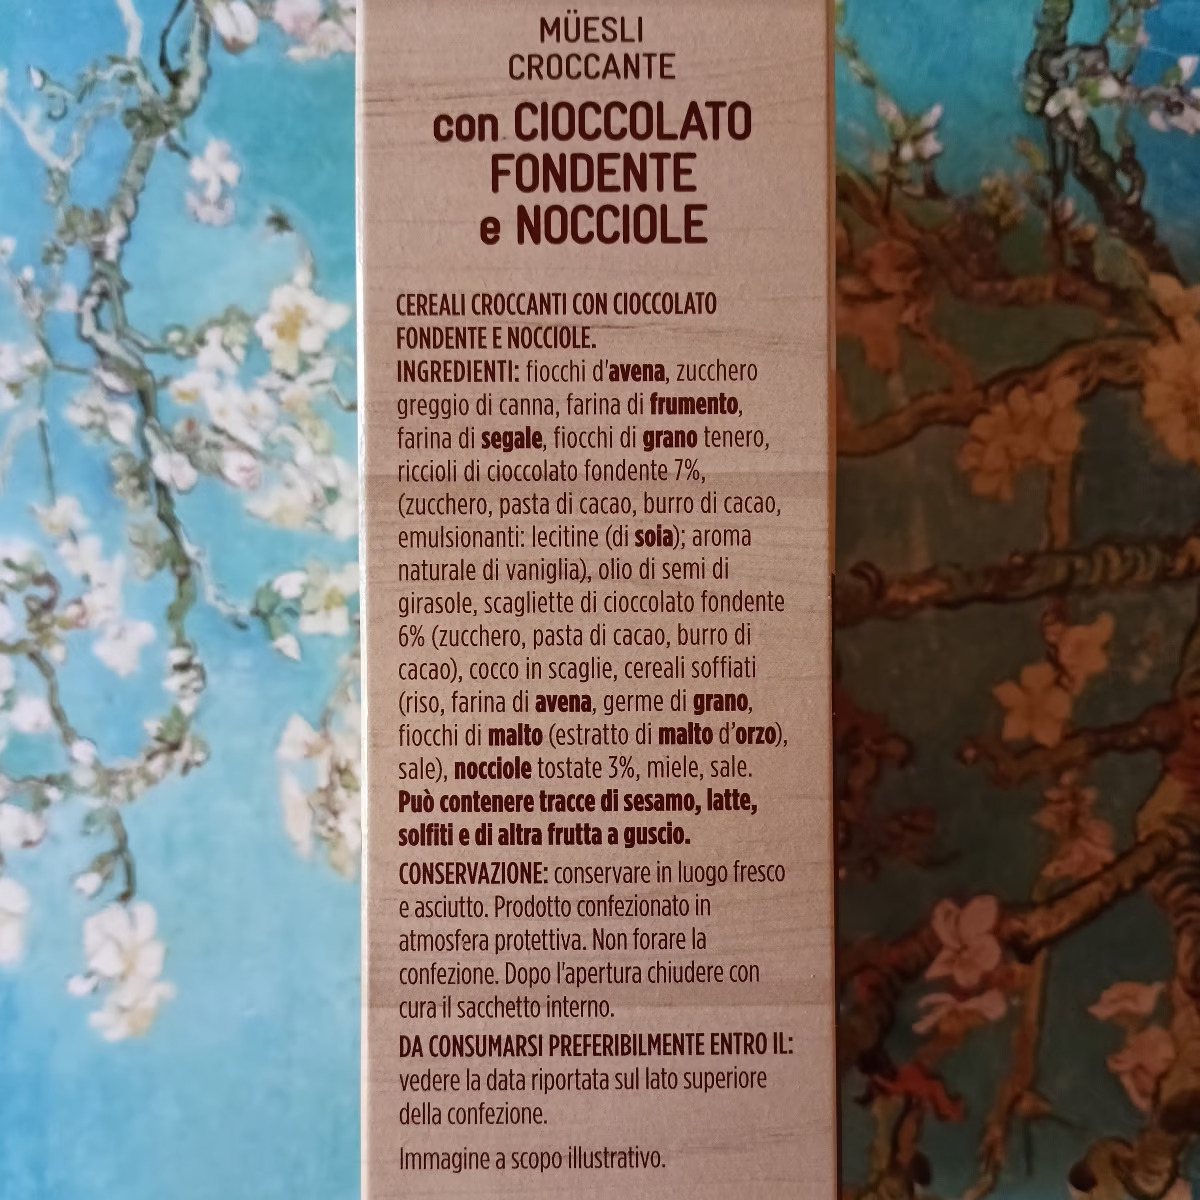 MÜESLI
CROCCANTE
con CIOCCOLATO
FONDENTE
e NOCCIOLE
CEREALI CROCCANTI CON CIOCCOLATO
FONDENTE E NOCCIOLE.
INGREDIENTI: fiocchi d'avena, zucchero
greggio di canna, farina di frumento,
farina di segale, fiocchi di grano tenero,
riccioli di cioccolato fondente 7%,
(zucchero, pasta di cacao, burro di cacao,
emulsionanti: lecitine (di soia); aroma
naturale di vaniglia), olio di semi di
girasole, scagliette di cioccolato fondente
6% (zucchero, pasta di cacao, burro di
cacao), cocco in scaglie, cereali soffiati
(riso, farina di avena, germe di grano,
fiocchi di malto (estratto di malto d'orzo),
sale), nocciole tostate 3%, miele, sale.
Può contenere tracce di sesamo, latte,
solfiti e di altra frutta a guscio.
CONSERVAZIONE: conservare in luogo fresco
e asciutto. Prodotto confezionato in
atmosfera protettiva. Non forare la
confezione. Dopo l'apertura chiudere con
cura il sacchetto interno.
DA CONSUMARSI PREFERIBILMENTE ENTRO IL:
vedere la data riportata sul lato superiore
della confezione.
Immagine a scopo illustrativo.